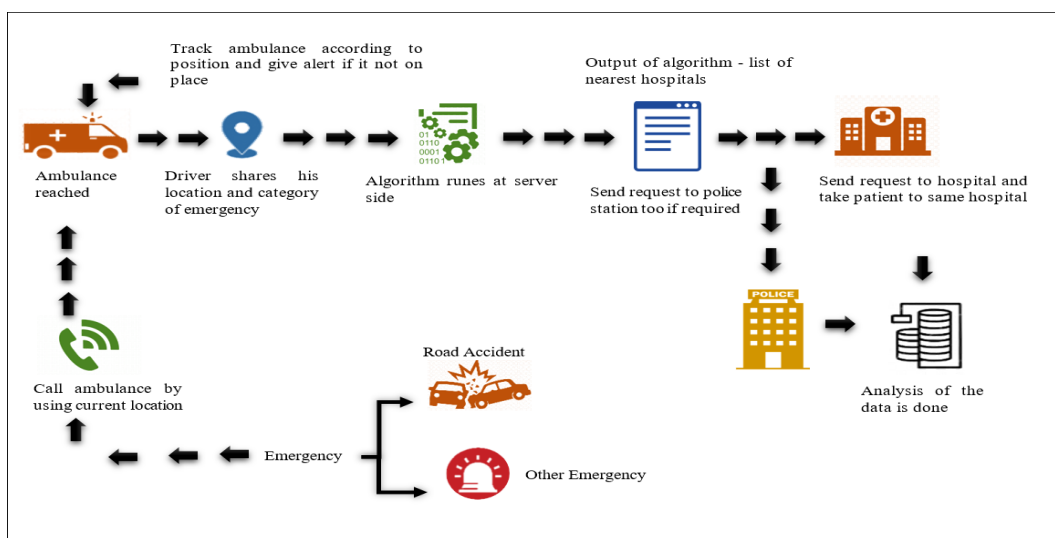 Track ambulance according to
position and give alert if it not on
place
Output of algorithm - list of
nearest hospitals
01
0110
0001
01101
Ambulance
reached
Driver shares his
location and category
of emergency
Algorithm runes at server
side
Send request to police
station too if required
Send request to hospital and
take patient to same hospital
POLICE
Call ambulance by
using current location
Road Accident
Analysis of the
data is done
Emergency
Other Emergency